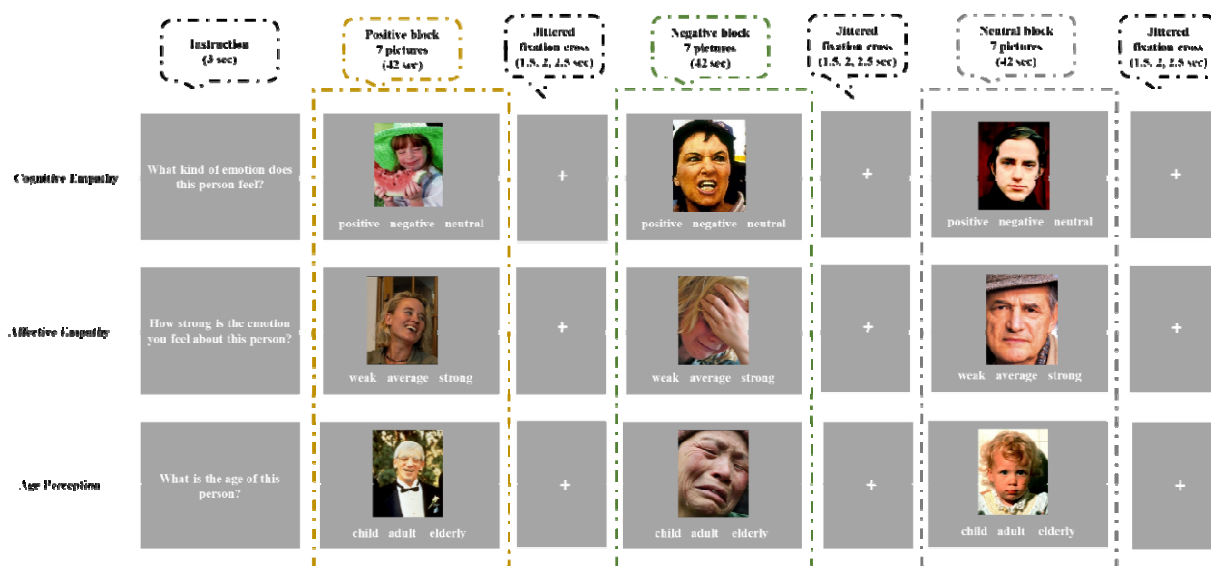 Instruction
(3 sec)
Positive block
7 pictures
(42 sec)
Jittered
fixation cross
(1.5, 2, 2.5 sec)
Negative block
7 pictures
(42 sec)
Jittered
fixation cross
(1.5, 2, 2.5 sec)
Neutral block
7 pictures
(42 sec)
Jittered
fixation cross
(1.5, 2, 2.5 sec)
Cognitive Empathy
What kind of emotion does
this person feel?
positive negative neutral
+
positive negative neutral
+
positive negative neutral
+
Affective Empathy
How strong is the emotion
you feel about this person?
weak average strong
+
weak average strong
+
weak average strong
+
Age Perception
What is the age of this
person?
child adult elderly
+
child adult elderly
+
child adult elderly
+